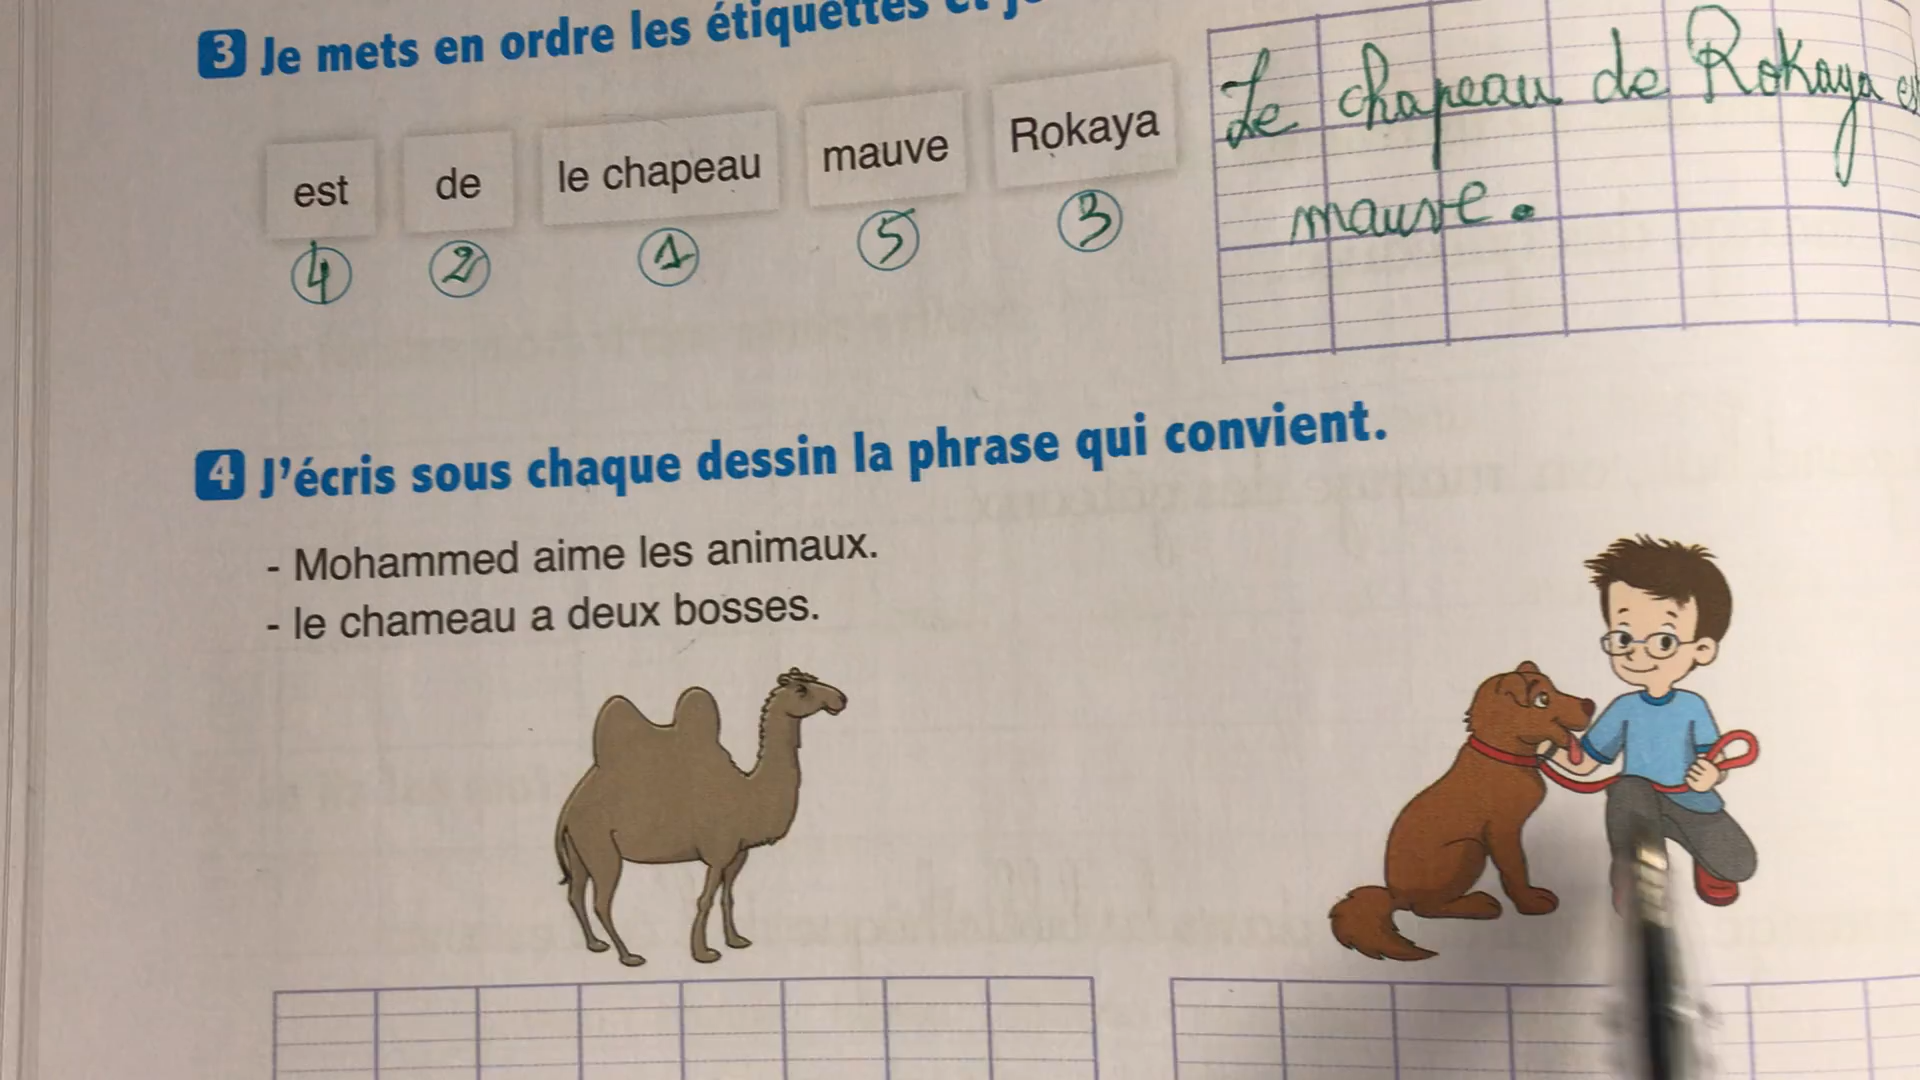 3 Je mets en ordre les étiquettes et
est de le chapeau mauve Rokaya
4 2 1 5 3
Le chapeau de Rokaya
mauve.
4 J'écris sous chaque dessin la phrase qui convient.
- Mohammed aime les animaux.
- le chameau a deux bosses.